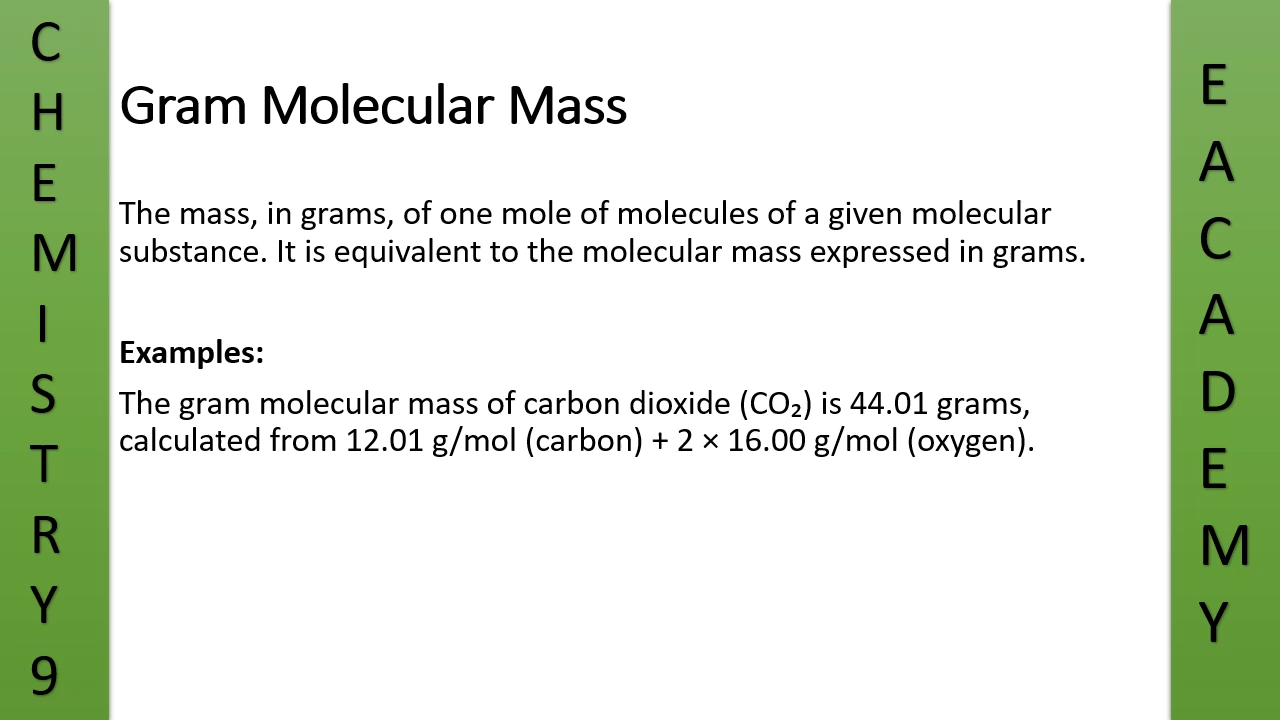 CHEMISTRY9
Gram Molecular Mass
The mass, in grams, of one mole of molecules of a given molecular
substance. It is equivalent to the molecular mass expressed in grams.
Examples:
The gram molecular mass of carbon dioxide (CO₂) is 44.01 grams,
calculated from 12.01 g/mol (carbon) + 2 × 16.00 g/mol (oxygen).
EACADEMY